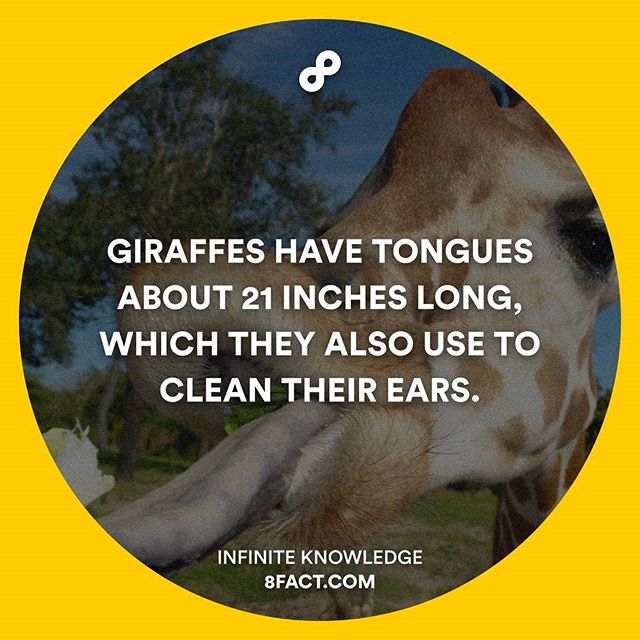 GIRAFFES HAVE TONGUES
ABOUT 21 INCHES LONG,
WHICH THEY ALSO USE TO
CLEAN THEIR EARS.
INFINITE KNOWLEDGE
8FACT.COM